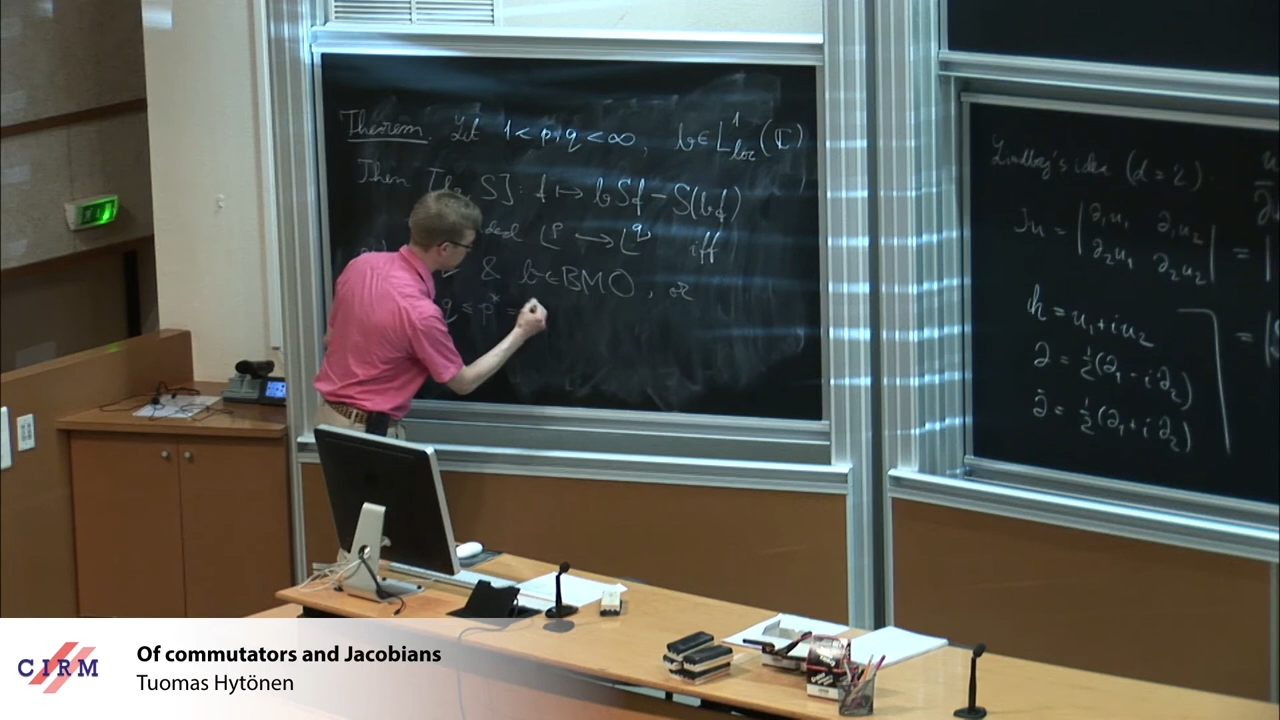 Theorem. Let 1 < p, q < ∞, b ∈ L¹_loc(ℂ)
Then [b, S]: f ↦ bSf − S(bf)
ded L^p → L^q iff
& b ∈ BMO, or
q ≤ p* =
Lindberg's idea (d = 2).
Ju = | ∂₁u₁ ∂₁u₂ | =
| ∂₂u₁ ∂₂u₂ |
h = u₁ + iu₂
∂ = ½(∂₁ − i∂₂)
∂̄ = ½(∂₁ + i∂₂)
CIRM
Of commutators and Jacobians
Tuomas Hytönen